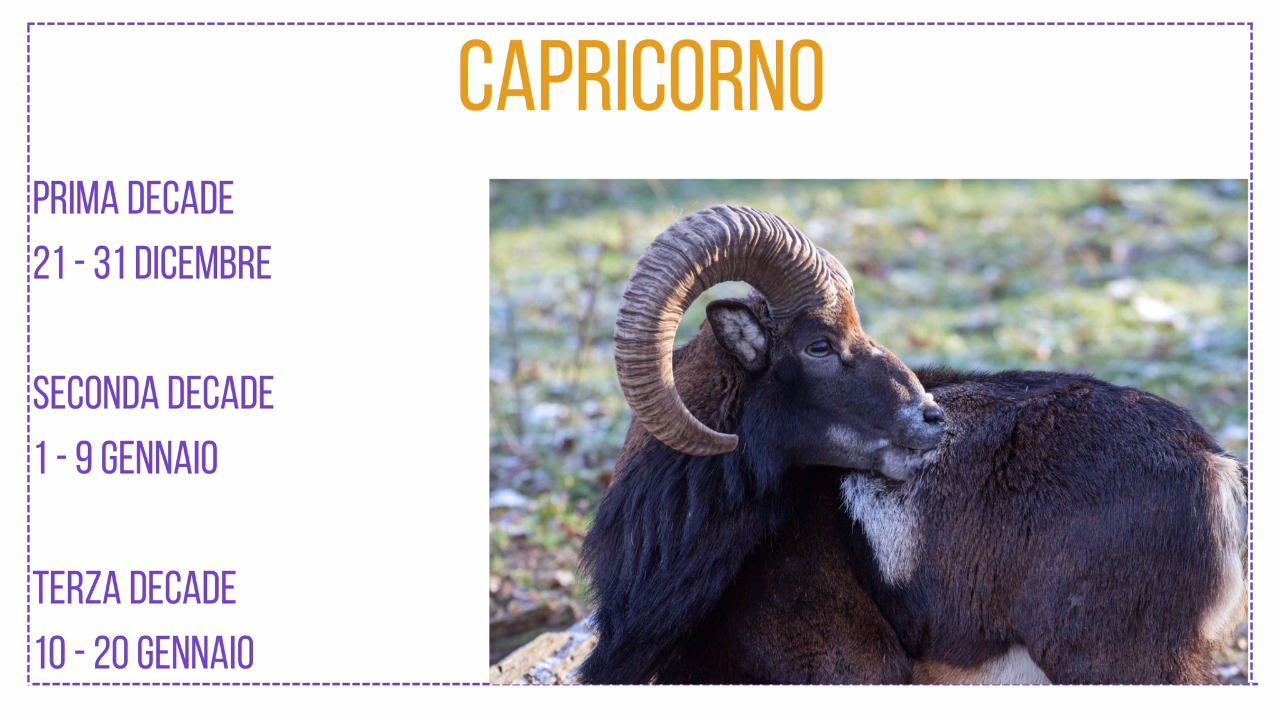 CAPRICORNO
PRIMA DECADE
21 - 31 DICEMBRE
SECONDA DECADE
1 - 9 GENNAIO
TERZA DECADE
10 - 20 GENNAIO